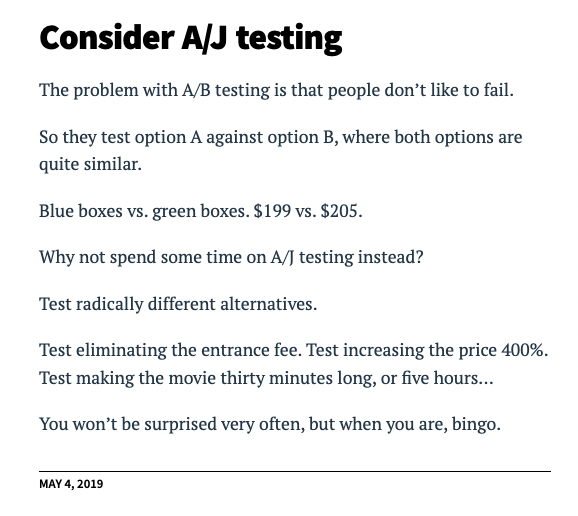 Consider A/J testing
The problem with A/B testing is that people don’t like to fail.
So they test option A against option B, where both options are
quite similar.
Blue boxes vs. green boxes. $199 vs. $205.
Why not spend some time on A/J testing instead?
Test radically different alternatives.
Test eliminating the entrance fee. Test increasing the price 400%.
Test making the movie thirty minutes long, or five hours…
You won’t be surprised very often, but when you are, bingo.
MAY 4, 2019